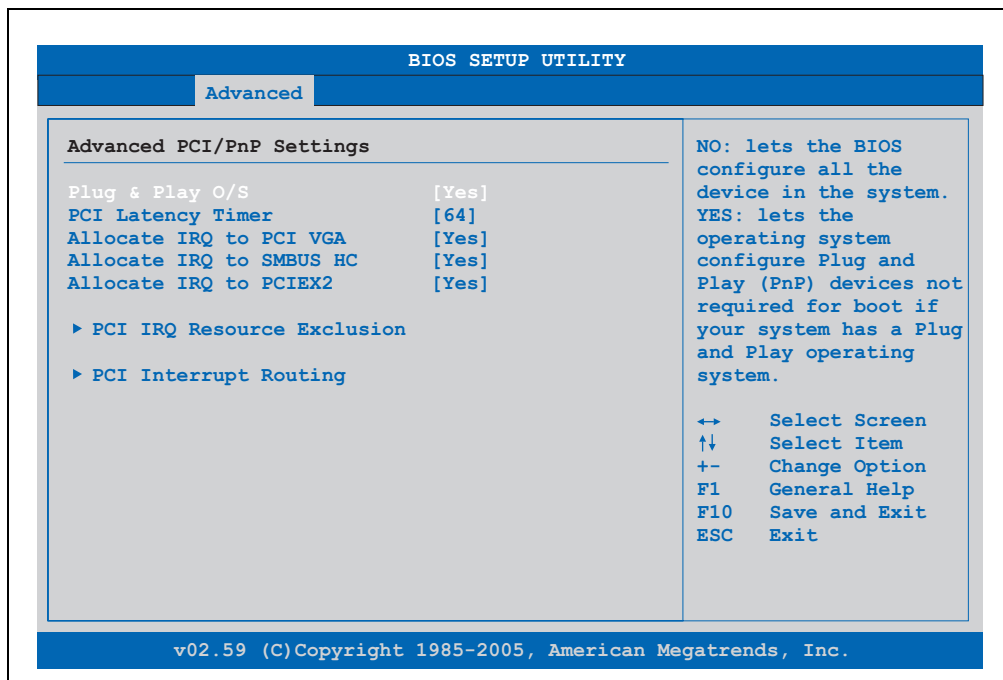 BIOS SETUP UTILITY
Advanced
Advanced PCI/PnP Settings
Plug & Play O/S [Yes]
PCI Latency Timer [64]
Allocate IRQ to PCI VGA [Yes]
Allocate IRQ to SMBUS HC [Yes]
Allocate IRQ to PCIEX2 [Yes]
▶ PCI IRQ Resource Exclusion
▶ PCI Interrupt Routing
NO: lets the BIOS
configure all the
device in the system.
YES: lets the
operating system
configure Plug and
Play (PnP) devices not
required for boot if
your system has a Plug
and Play operating
system.
↔ Select Screen
↑↓ Select Item
+- Change Option
F1 General Help
F10 Save and Exit
ESC Exit
v02.59 (C)Copyright 1985-2005, American Megatrends, Inc.